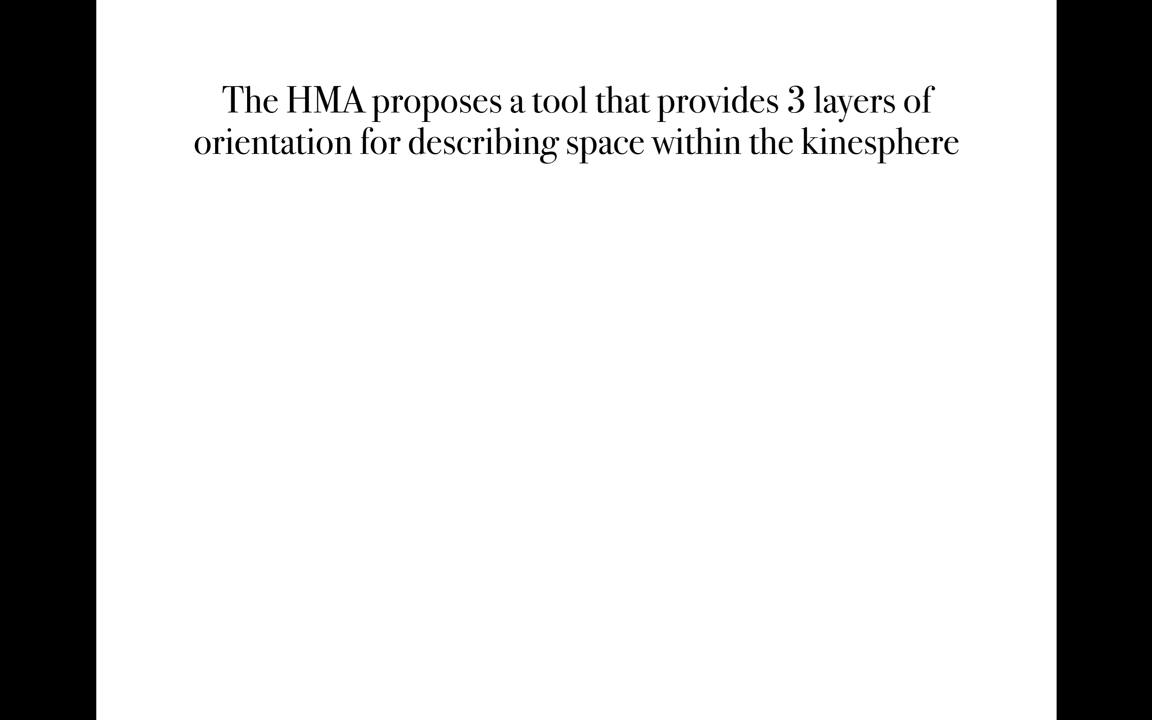 The HMA proposes a tool that provides 3 layers of
orientation for describing space within the kinesphere